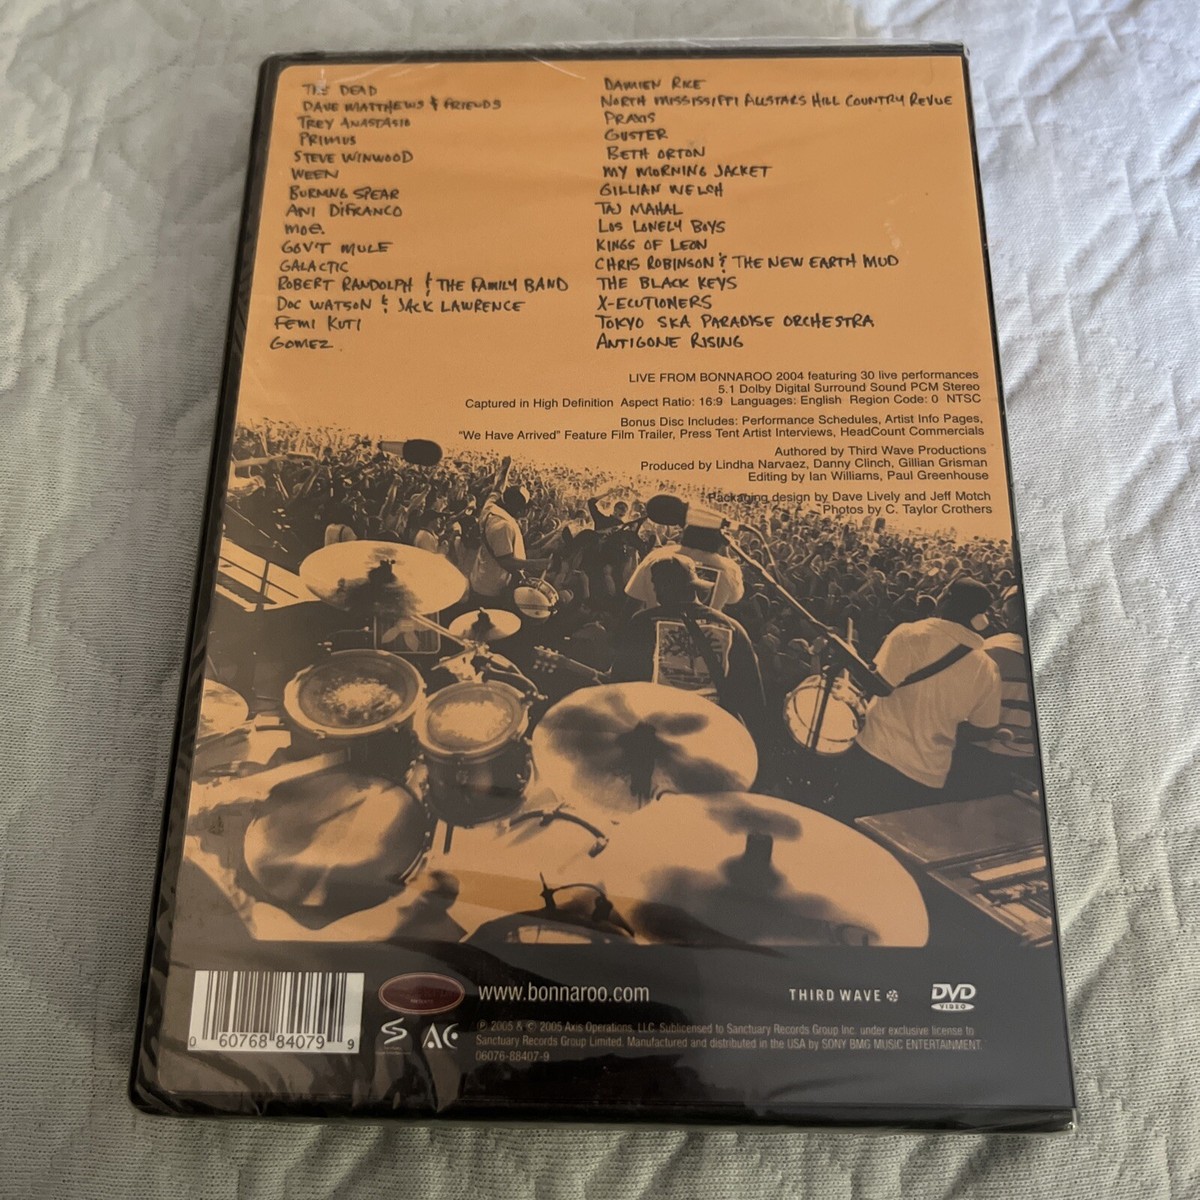 THE DEAD
DAVE MATTHEWS & FRIENDS
TREY ANASTASIO
PRIMUS
STEVE WINWOOD
WEEN
BURNING SPEAR
ANI DIFRANCO
moe.
GOV'T MULE
GALACTIC
ROBERT RANDOLPH & THE FAMILY BAND
DOC WATSON & JACK LAWRENCE
FEMI KUTI
GOMEZ
DAMIEN RICE
NORTH MISSISSIPPI ALLSTARS HILL COUNTRY REVUE
PRAXIS
GUSTER
BETH ORTON
MY MORNING JACKET
GILLIAN WELCH
TAJ MAHAL
LOS LONELY BOYS
KINGS OF LEON
CHRIS ROBINSON & THE NEW EARTH MUD
THE BLACK KEYS
X-ECUTIONERS
TOKYO SKA PARADISE ORCHESTRA
ANTIGONE RISING
LIVE FROM BONNAROO 2004 featuring 30 live performances
5.1 Dolby Digital Surround Sound PCM Stereo
Captured in High Definition Aspect Ratio: 16:9 Languages: English Region Code: 0 NTSC
Bonus Disc Includes: Performance Schedules, Artist Info Pages,
"We Have Arrived" Feature Film Trailer, Press Tent Artist Interviews, HeadCount Commercials
Authored by Third Wave Productions
Produced by Lindha Narvaez, Danny Clinch, Gillian Grisman
Editing by Ian Williams, Paul Greenhouse
Packaging design by Dave Lively and Jeff Motch
Photos by C. Taylor Crothers
0 60768 84079 9
www.bonnaroo.com
THIRD WAVE
DVD
VIDEO
℗ 2005 & © 2005 Axis Operations, LLC. Sublicensed to Sanctuary Records Group Inc. under exclusive license to
Sanctuary Records Group Limited. Manufactured and distributed in the USA by SONY BMG MUSIC ENTERTAINMENT.
06076-88407-9